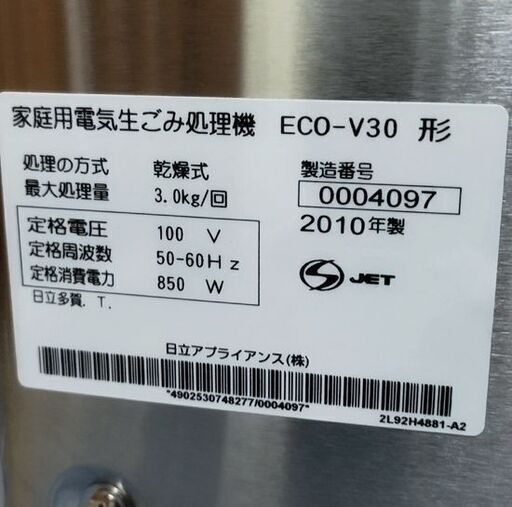 家庭用電気生ごみ処理機 ECO-V30 形
処理の方式 乾燥式
最大処理量 3.0kg/回
製造番号
0004097
2010年製
定格電圧 100 V
定格周波数 50-60Hz
定格消費電力 850 W
日立多賀. T.
S JET
日立アプライアンス(株)
*4902530748277/0004097*
2L92H4881-A2